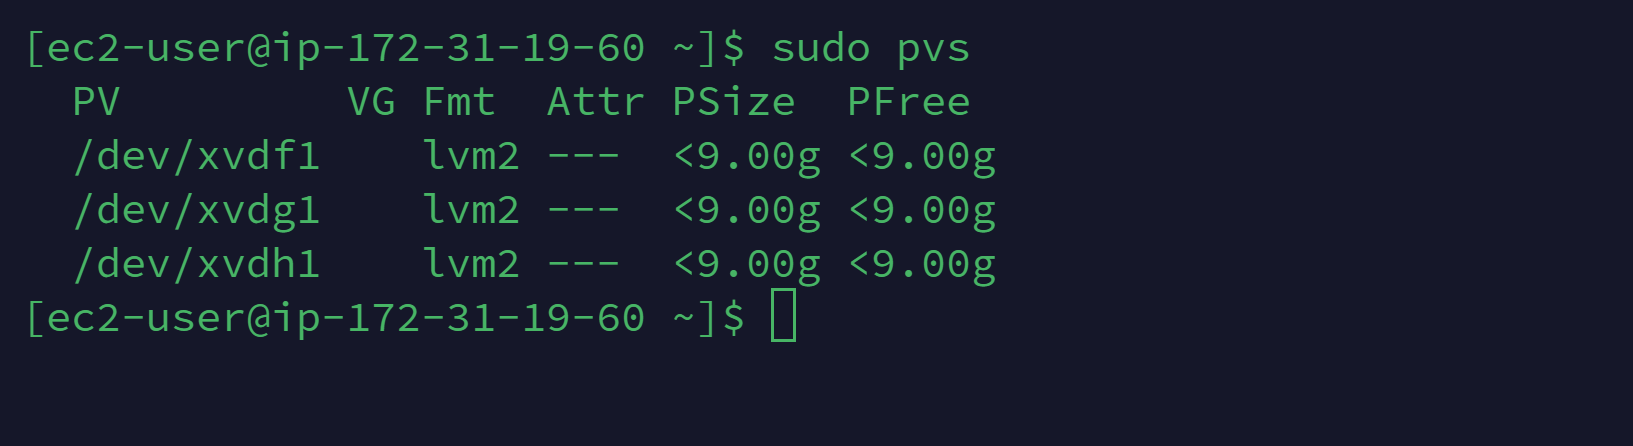 [ec2-user@ip-172-31-19-60 ~]$ sudo pvs
  PV         VG Fmt  Attr PSize  PFree
  /dev/xvdf1    lvm2 ---  <9.00g <9.00g
  /dev/xvdg1    lvm2 ---  <9.00g <9.00g
  /dev/xvdh1    lvm2 ---  <9.00g <9.00g
[ec2-user@ip-172-31-19-60 ~]$